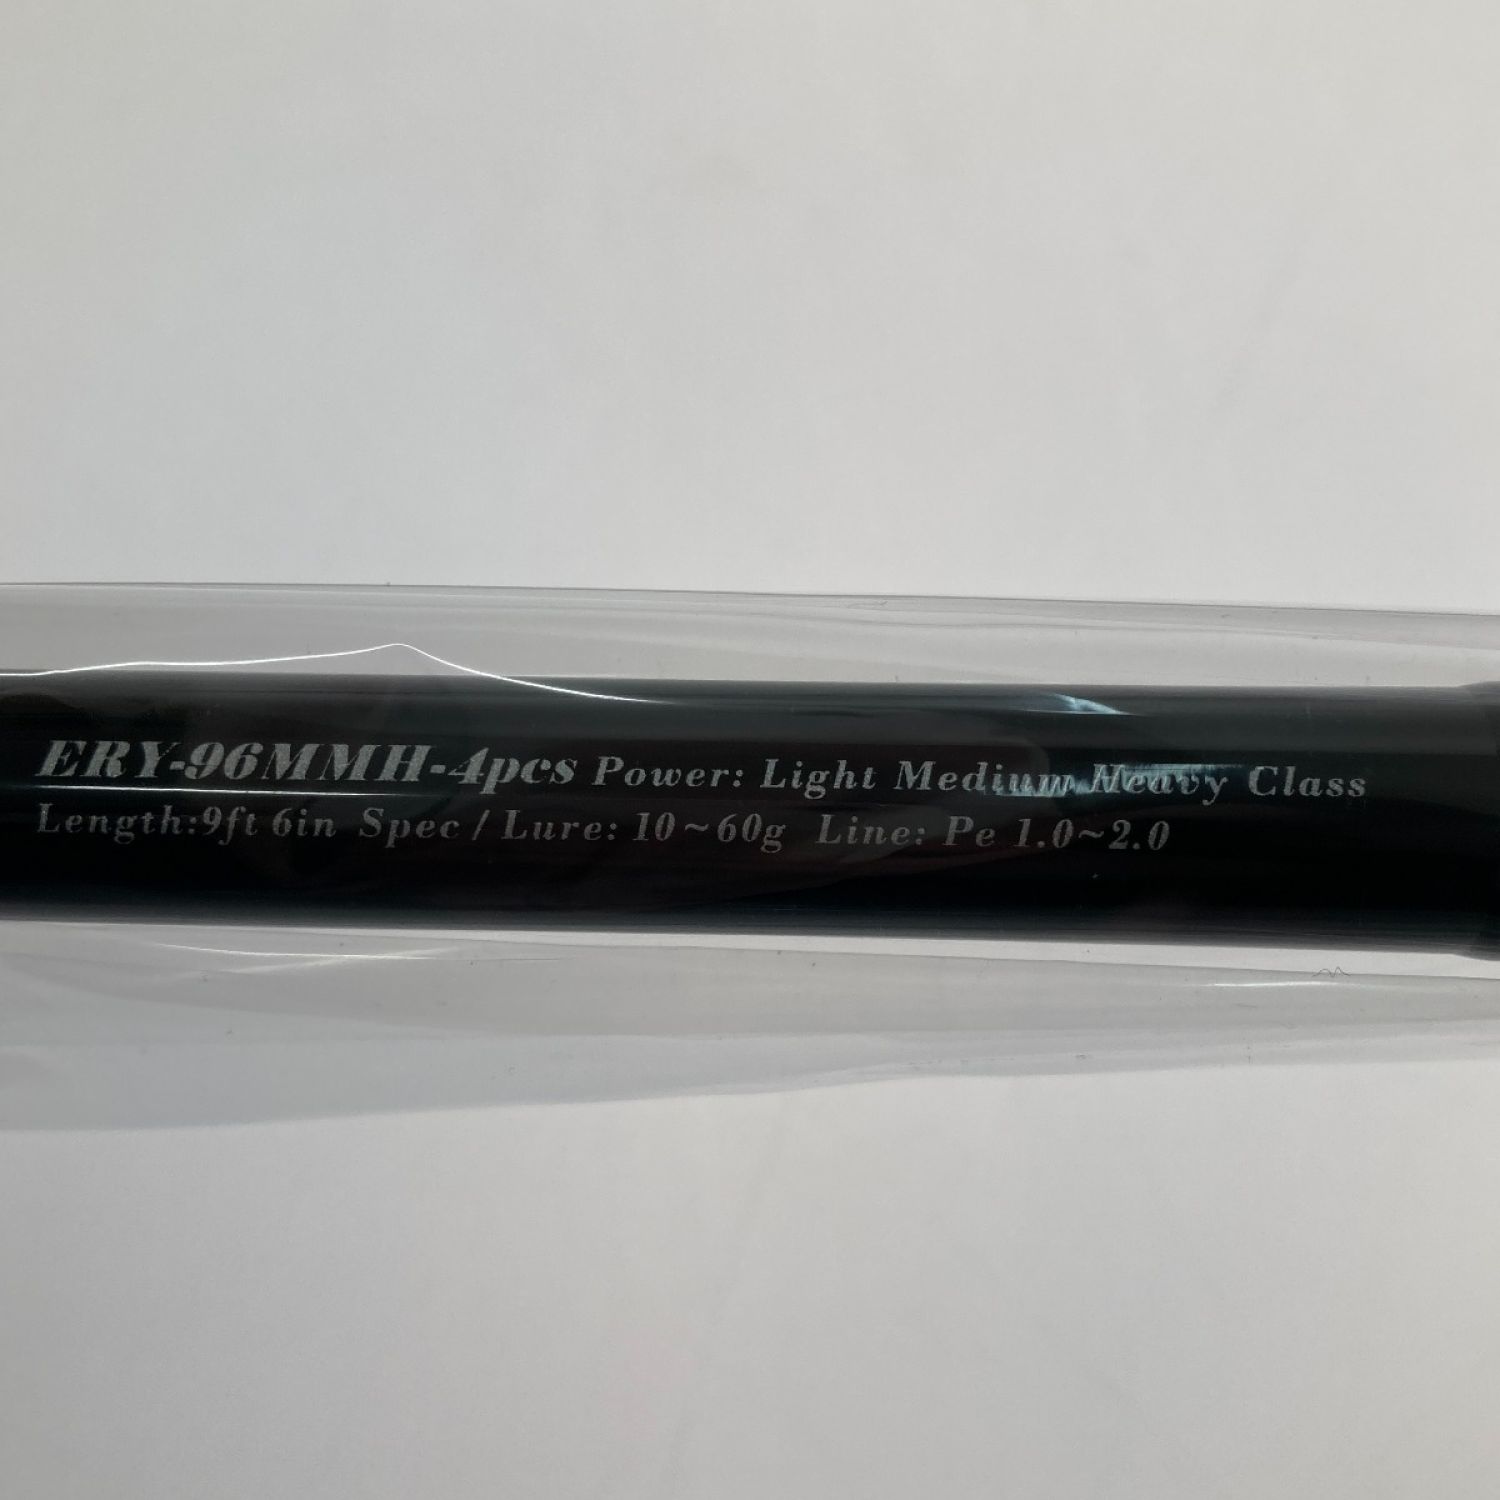 ERY-96MMH-4pcs Power: Light Medium Heavy Class
Length:9ft 6in Spec / Lure: 10~60g Line: Pe 1.0~2.0